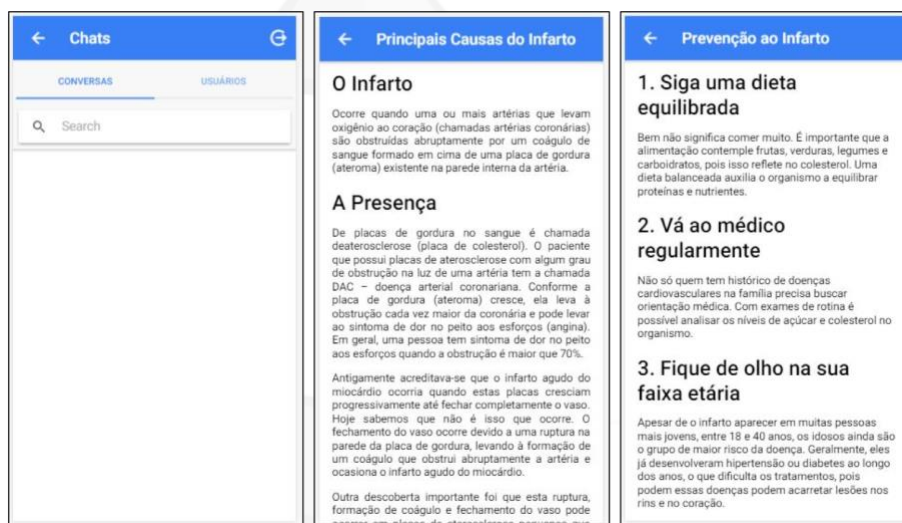 Chats
CONVERSAS
USUÁRIOS
Search
Principais Causas do Infarto
O Infarto
Ocorre quando uma ou mais artérias que levam
oxigênio ao coração (chamadas artérias coronárias)
são obstruídas abruptamente por um coágulo de
sangue formado em cima de uma placa de gordura
(ateroma) existente na parede interna da artéria.
A Presença
De placas de gordura no sangue é chamada
deaterosclerose (placa de colesterol). O paciente
que possui placas de aterosclerose com algum grau
de obstrução na luz de uma artéria tem a chamada
DAC – doença arterial coronariana. Conforme a
placa de gordura (ateroma) cresce, ela leva à
obstrução cada vez maior da coronária e pode levar
ao sintoma de dor no peito aos esforços (angina).
Em geral, uma pessoa tem sintoma de dor no peito
aos esforços quando a obstrução é maior que 70%.
Antigamente acreditava-se que o infarto agudo do
miocárdio ocorria quando estas placas cresciam
progressivamente até fechar completamente o vaso.
Hoje sabemos que não é isso que ocorre. O
fechamento do vaso ocorre devido a uma ruptura na
parede da placa de gordura, levando à formação de
um coágulo que obstrui abruptamente a artéria e
ocasiona o infarto agudo do miocárdio.
Outra descoberta importante foi que esta ruptura,
formação de coágulo e fechamento do vaso pode
Prevenção ao Infarto
1. Siga uma dieta
equilibrada
Bem não significa comer muito. É importante que a
alimentação contemple frutas, verduras, legumes e
carboidratos, pois isso reflete no colesterol. Uma
dieta balanceada auxilia o organismo a equilibrar
proteínas e nutrientes.
2. Vá ao médico
regularmente
Não só quem tem histórico de doenças
cardiovasculares na família precisa buscar
orientação médica. Com exames de rotina é
possível analisar os níveis de açúcar e colesterol no
organismo.
3. Fique de olho na sua
faixa etária
Apesar de o infarto aparecer em muitas pessoas
mais jovens, entre 18 e 40 anos, os idosos ainda são
o grupo de maior risco da doença. Geralmente, eles
já desenvolveram hipertensão ou diabetes ao longo
dos anos, o que dificulta os tratamentos, pois
podem essas doenças podem acarretar lesões nos
rins e no coração.